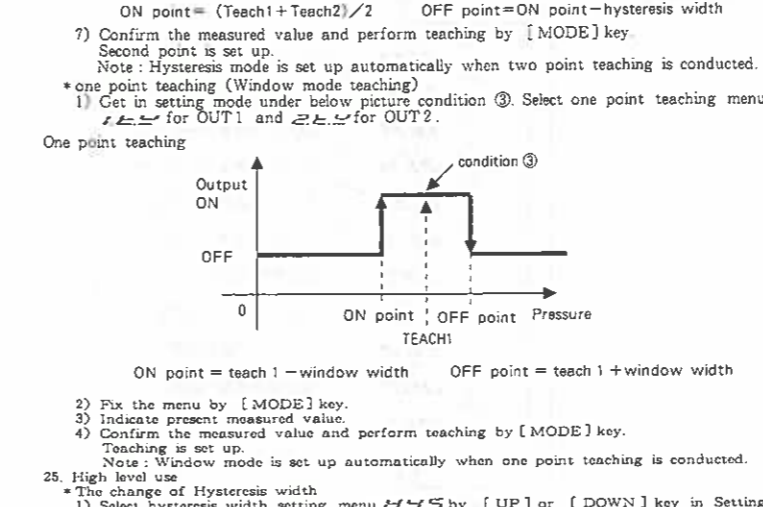 ON point= (Teach1+Teach2)/2 OFF point=ON point−hysteresis width
7) Confirm the measured value and perform teaching by [MODE] key.
Second point is set up.
Note : Hysteresis mode is set up automatically when two point teaching is conducted.
*one point teaching (Window mode teaching)
1) Get in setting mode under below picture condition ③. Select one point teaching menu
for OUT1 and for OUT2.
One point teaching
condition ③
Output
ON
OFF
0 ON point OFF point Pressure
TEACH1
ON point = teach 1 −window width OFF point = teach 1 +window width
2) Fix the menu by [MODE] key.
3) Indicate present measured value.
4) Confirm the measured value and perform teaching by [MODE] key.
Teaching is set up.
Note : Window mode is set up automatically when one point teaching is conducted.
25. High level use
*The change of Hysteresis width
1) Select hysteresis width setting menu HYS by [UP] or [DOWN] key in Setting